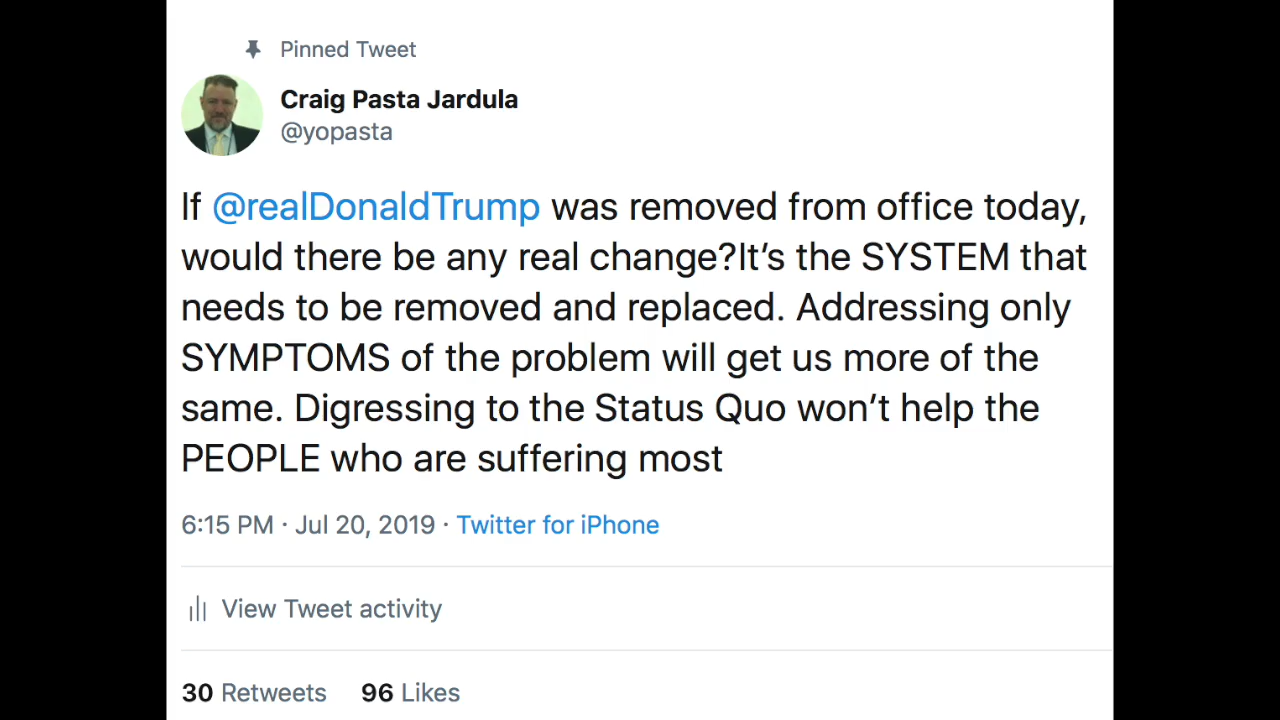 Pinned Tweet
Craig Pasta Jardula
@yopasta
If @realDonaldTrump was removed from office today,
would there be any real change?It’s the SYSTEM that
needs to be removed and replaced. Addressing only
SYMPTOMS of the problem will get us more of the
same. Digressing to the Status Quo won’t help the
PEOPLE who are suffering most
6:15 PM · Jul 20, 2019 · Twitter for iPhone
View Tweet activity
30 Retweets 96 Likes